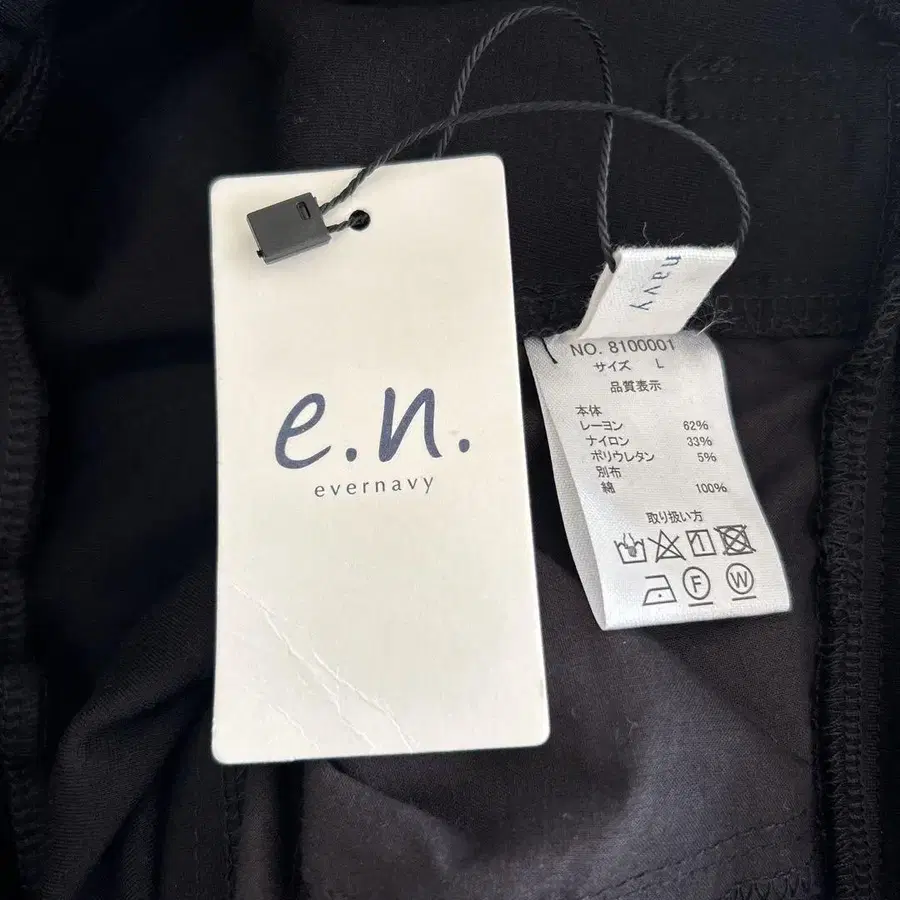 e.n.
evernavy
navy
NO. 8100001
サイズ L
品質表示
本体
レーヨン 62%
ナイロン 33%
ポリウレタン 5%
別布
綿 100%
取り扱い方
F W